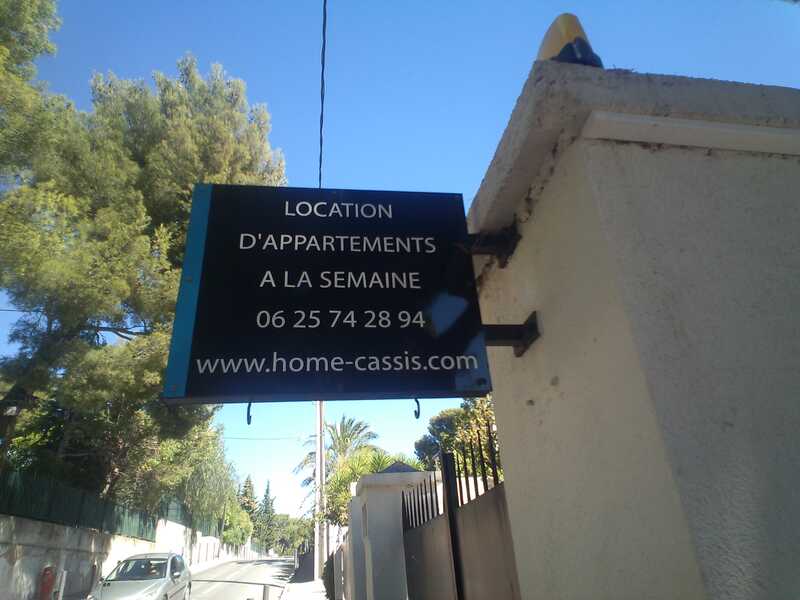 LOCATION
D'APPARTEMENTS
A LA SEMAINE
06 25 74 28 94
www.home-cassis.com